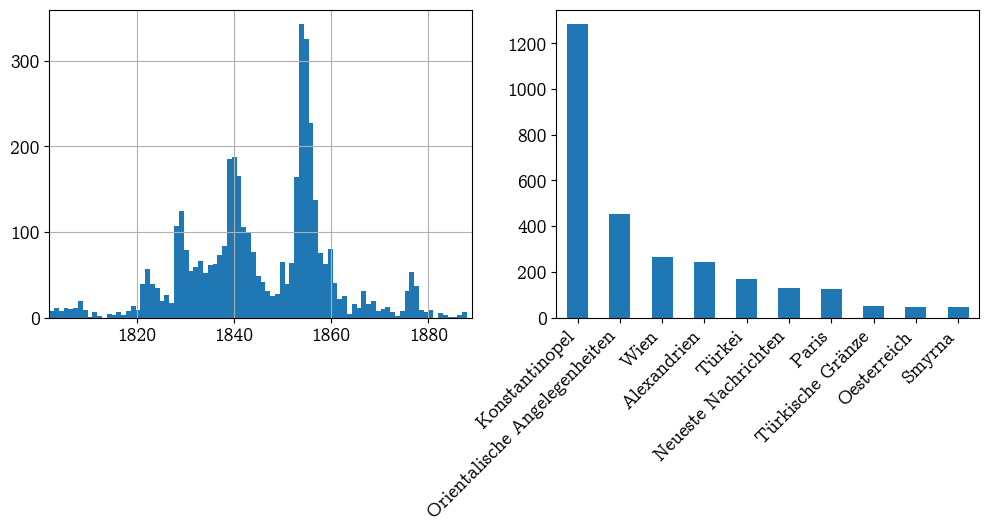 300
200
100
0
1820 1840 1860 1880
1200
1000
800
600
400
200
0
Konstantinopel
Orientalische Angelegenheiten
Wien
Alexandrien
Türkei
Neueste Nachrichten
Paris
Türkische Gränze
Oesterreich
Smyrna